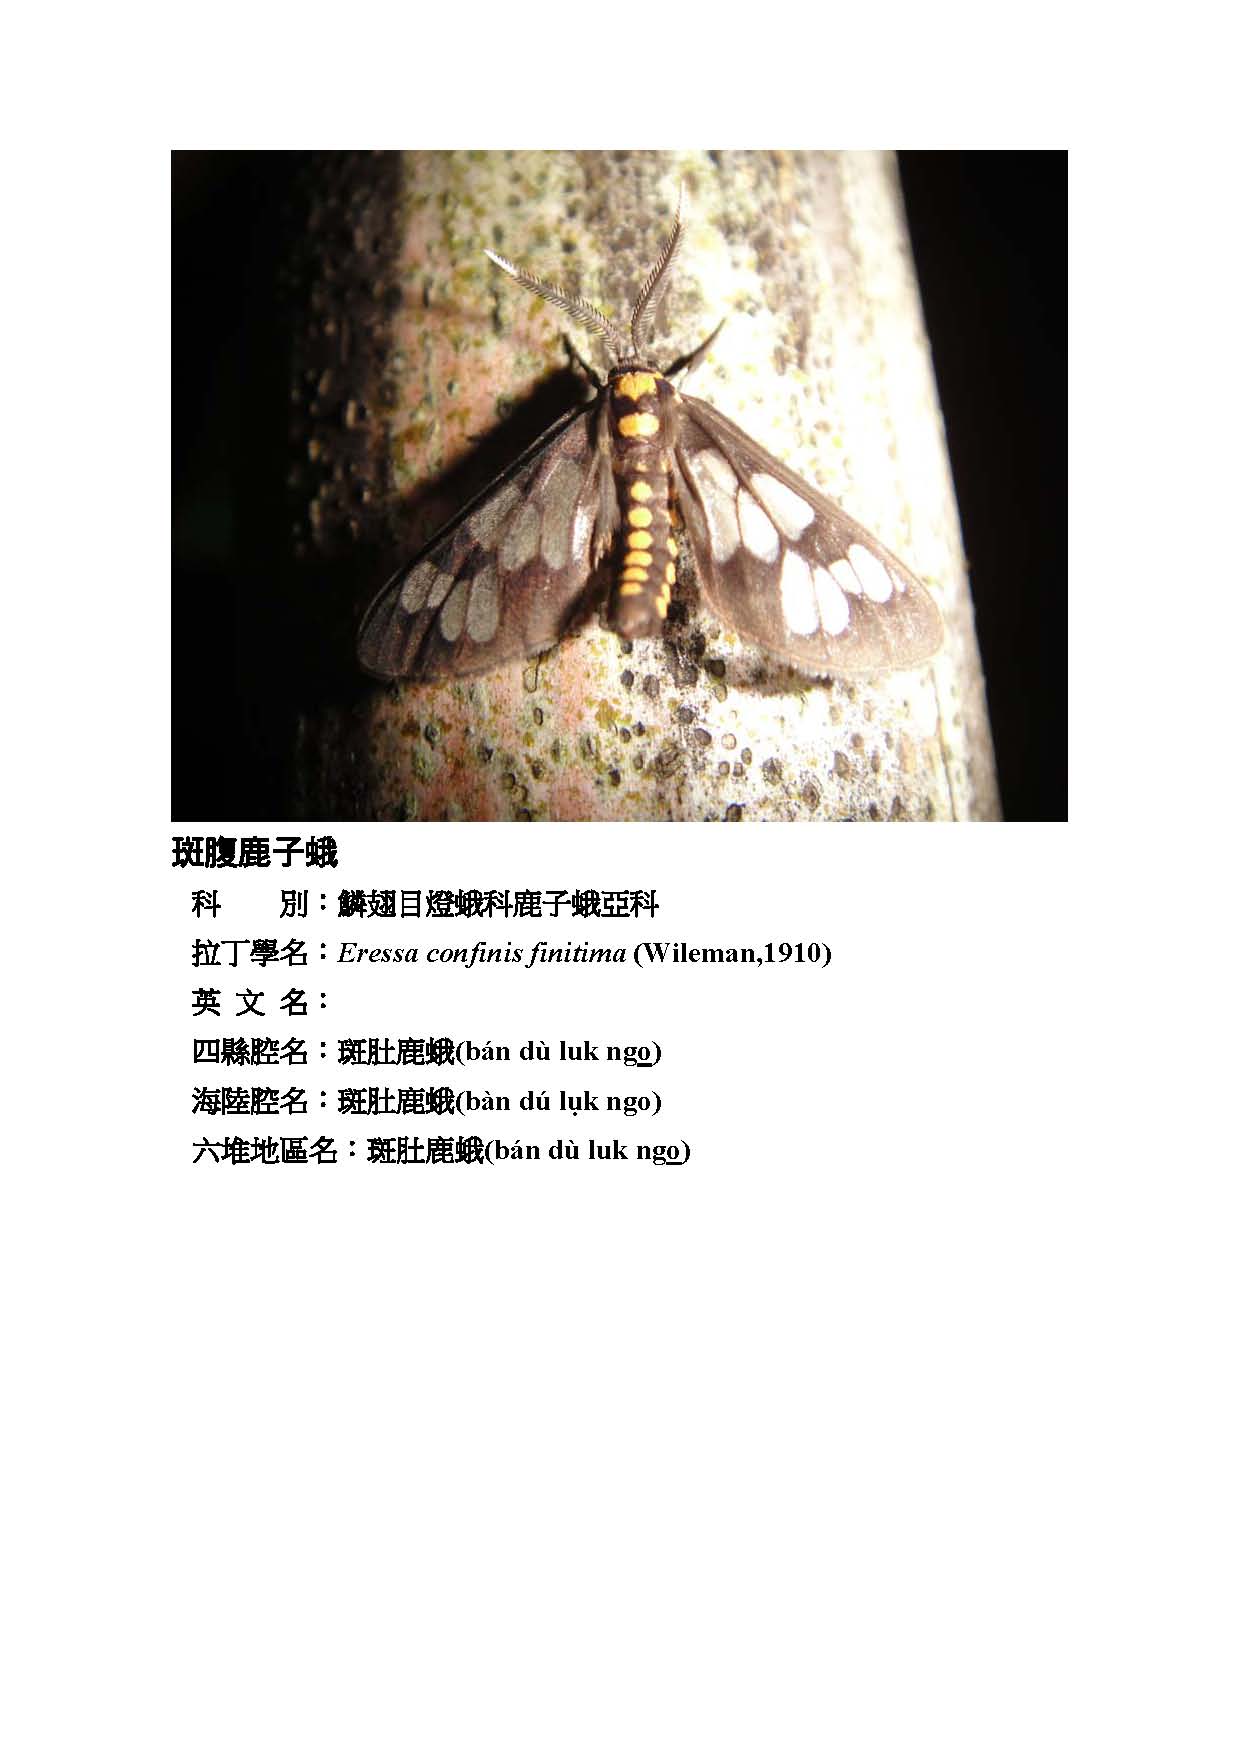 斑腹鹿子蛾
科　　別：鱗翅目燈蛾科鹿子蛾亞科
拉丁學名：Eressa confinis finitima (Wileman,1910)
英 文 名：
四縣腔名：斑肚鹿蛾(bán dù luk ngo̲)
海陸腔名：斑肚鹿蛾(bàn dú lụk ngo)
六堆地區名：斑肚鹿蛾(bán dù luk ngo̲)